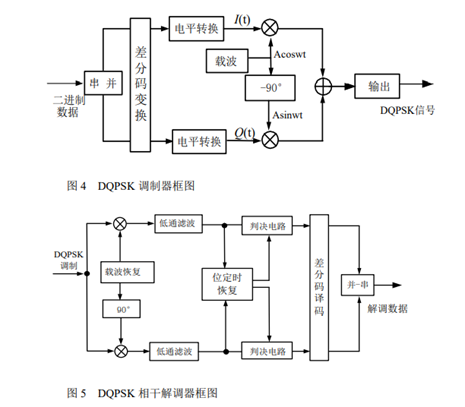 电平转换
I(t)
载波
Acoswt
串 并
二进制
数据
差分码变换
-90°
Asinwt
输出
DQPSK信号
电平转换
Q(t)
图 4 DQPSK 调制器框图
低通滤波
判决电路
DQPSK
调制
载波恢复
90°
位定时
恢复
差分码译码
并-串
解调数据
低通滤波
判决电路
图 5 DQPSK 相干解调器框图